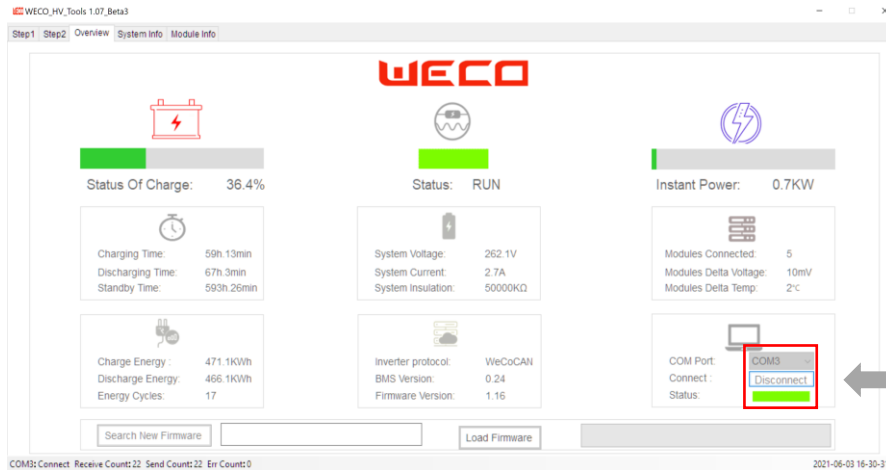 WECO_HV_Tools 1.07_Beta3
Step1 Step2 Overview System Info Module Info
WECO
Status Of Charge: 36.4%
Status: RUN
Instant Power: 0.7KW
Charging Time: 59h.13min
Discharging Time: 67h.3min
Standby Time: 593h.26min
System Voltage: 262.1V
System Current: 2.7A
System Insulation: 50000KΩ
Modules Connected: 5
Modules Delta Voltage: 10mV
Modules Delta Temp: 2℃
Charge Energy : 471.1KWh
Discharge Energy: 466.1KWh
Energy Cycles: 17
Inverter protocol: WeCoCAN
BMS Version: 0.24
Firmware Version: 1.16
COM Port: COM3
Connect : Disconnect
Status:
Search New Firmware
Load Firmware
COM3: Connect Receive Count: 22 Send Count: 22 Err Count: 0
2021-06-03 16-30-3